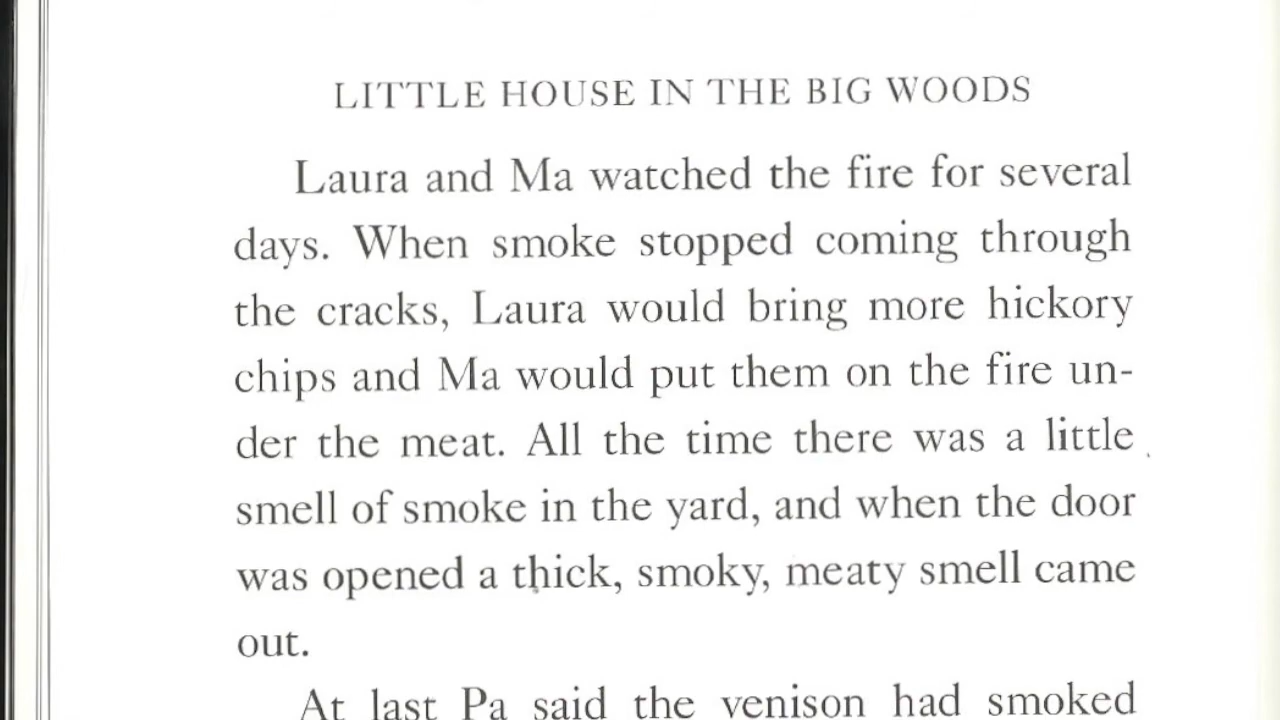 LITTLE HOUSE IN THE BIG WOODS
Laura and Ma watched the fire for several
days. When smoke stopped coming through
the cracks, Laura would bring more hickory
chips and Ma would put them on the fire un-
der the meat. All the time there was a little
smell of smoke in the yard, and when the door
was opened a thick, smoky, meaty smell came
out.
At last Pa said the venison had smoked